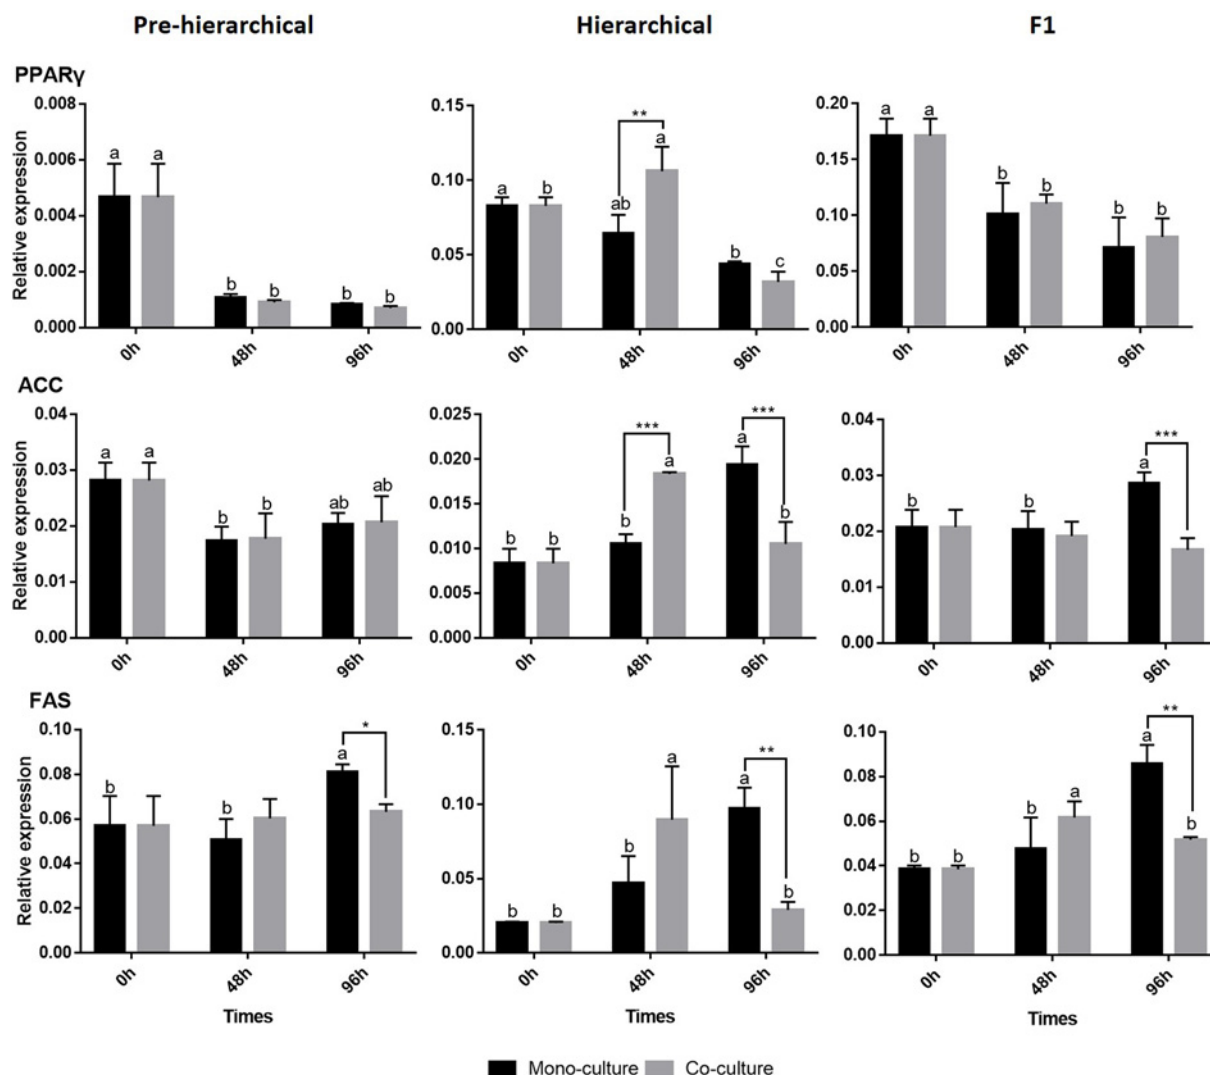 Pre-hierarchical Hierarchical F1
PPARγ
Relative expression
0.008
0.006
0.004
0.002
0.000
a a
b b
b b
0h 48h 96h
0.15
0.10
0.05
0.00
a b
ab a
**
b c
0h 48h 96h
0.20
0.15
0.10
0.05
0.00
a a
b b
b b
0h 48h 96h
ACC
Relative expression
0.04
0.03
0.02
0.01
0.00
a a
b b
ab ab
0h 48h 96h
0.025
0.020
0.015
0.010
0.005
0.000
b b
***
b a
***
a b
0h 48h 96h
0.04
0.03
0.02
0.01
0.00
b
b
***
a
0h 48h 96h
FAS
Relative expression
0.10
0.08
0.06
0.04
0.02
0.00
b
b
*
a
0h 48h 96h
Times
0.15
0.10
0.05
0.00
b b
b a
**
a b
0h 48h 96h
Times
0.10
0.08
0.06
0.04
0.02
0.00
b b
b a
**
a b
0h 48h 96h
Times
Mono-culture Co-culture